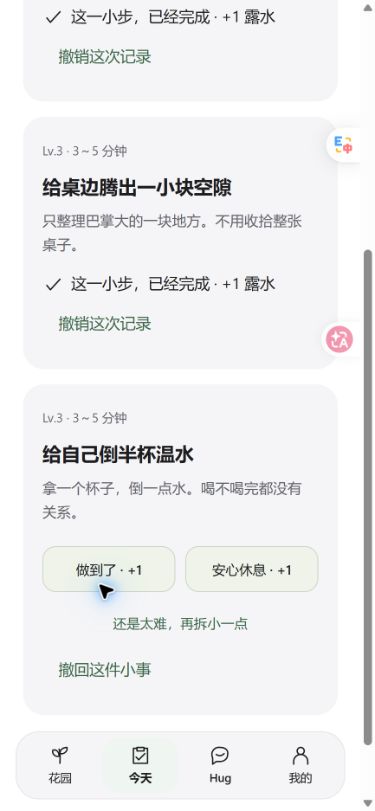 这一小步，已经完成 · +1 露水
撤销这次记录
Lv.3 · 3～5 分钟
给桌边腾出一小块空隙
只整理巴掌大的一块地方。不用收拾整张
桌子。
这一小步，已经完成 · +1 露水
撤销这次记录
Lv.3 · 3～5 分钟
给自己倒半杯温水
拿一个杯子，倒一点水。喝不喝完都没有
关系。
做到了 · +1
安心休息 · +1
还是太难，再拆小一点
撤回这件小事
花园
今天
Hug
我的